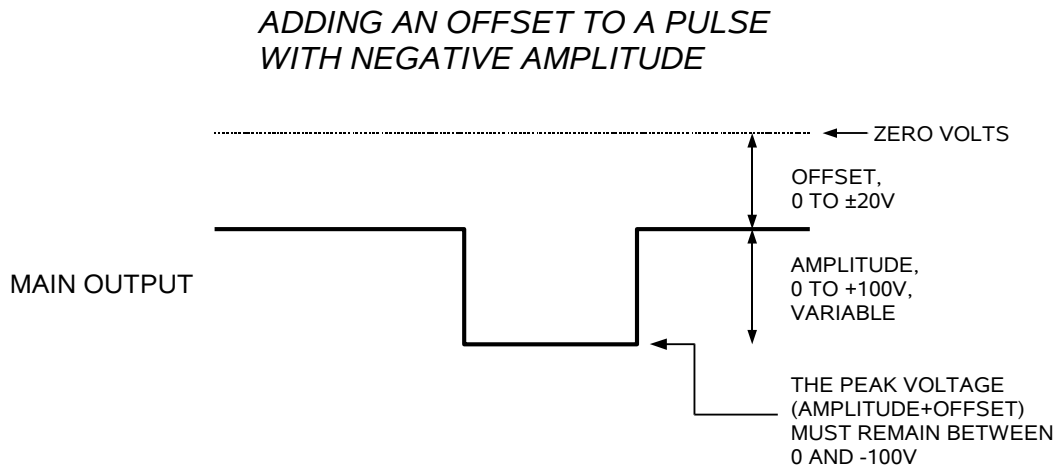 ADDING AN OFFSET TO A PULSE
WITH NEGATIVE AMPLITUDE
ZERO VOLTS
OFFSET,
0 TO ±20V
MAIN OUTPUT
AMPLITUDE,
0 TO +100V,
VARIABLE
THE PEAK VOLTAGE
(AMPLITUDE+OFFSET)
MUST REMAIN BETWEEN
0 AND -100V